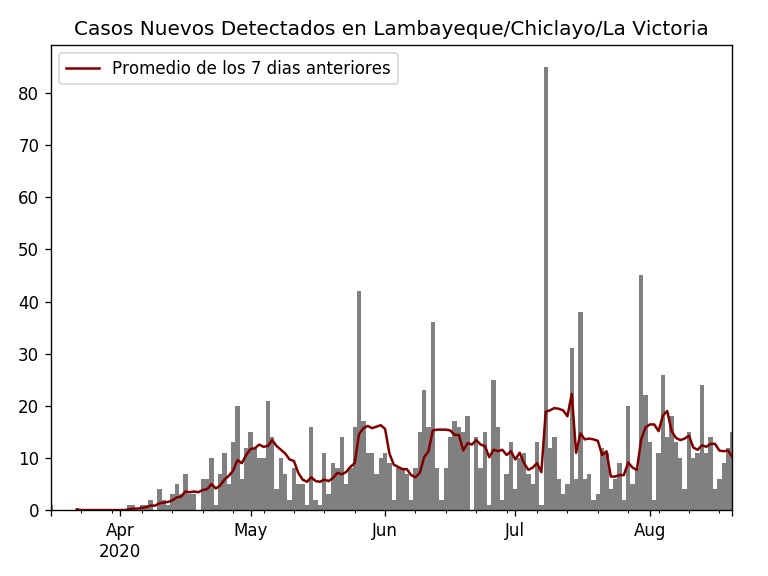 Casos Nuevos Detectados en Lambayeque/Chiclayo/La Victoria
Promedio de los 7 dias anteriores
80
70
60
50
40
30
20
10
0
Apr
2020
May
Jun
Jul
Aug